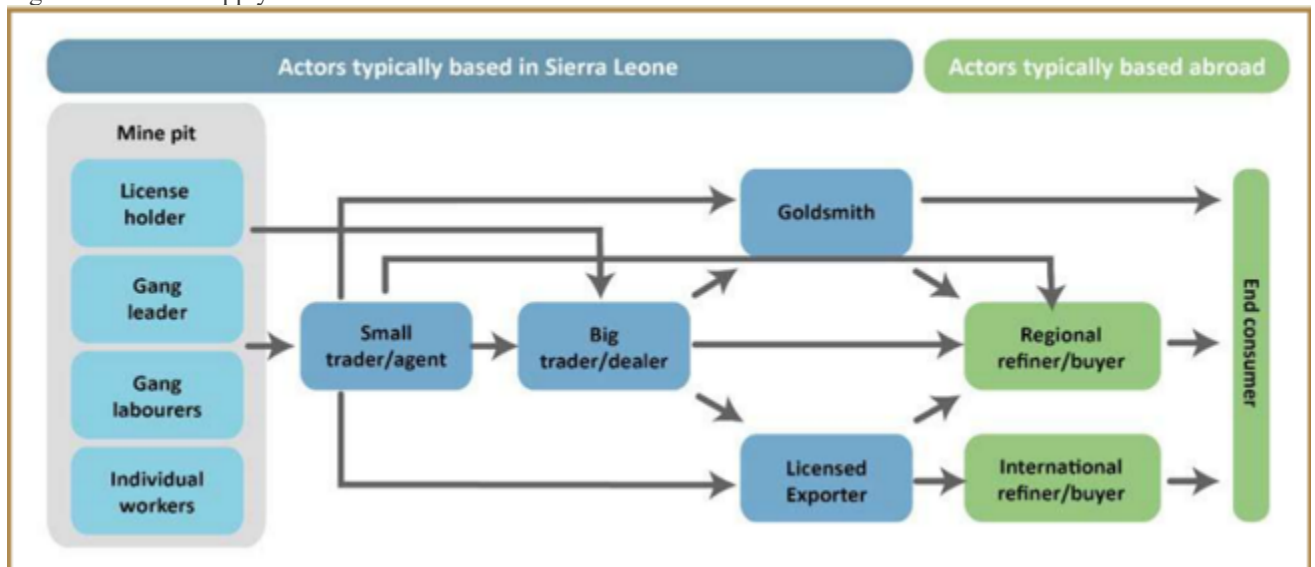 Actors typically based in Sierra Leone
Actors typically based abroad
Mine pit
License
holder
Gang
leader
Gang
labourers
Individual
workers
Small
trader/agent
Big
trader/dealer
Goldsmith
Licensed
Exporter
Regional
refiner/buyer
International
refiner/buyer
End consumer